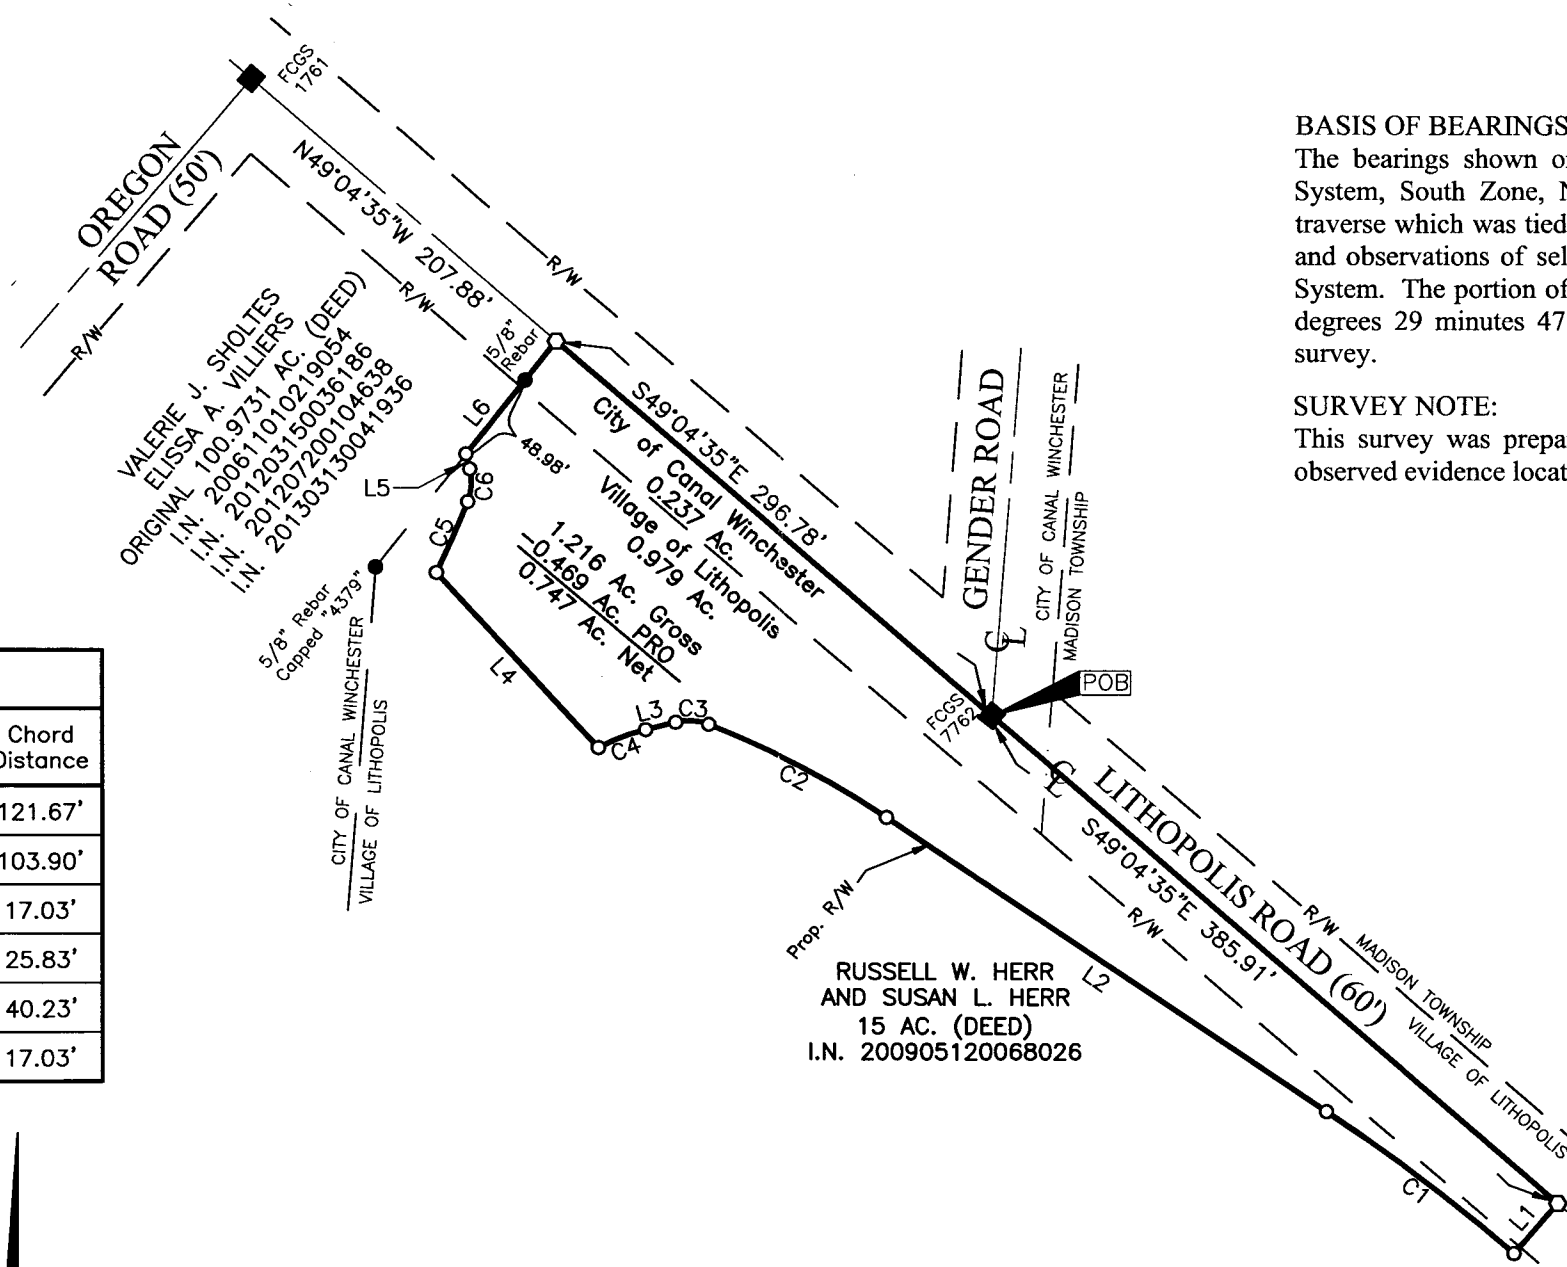 FCGS
1761
OREGON
ROAD (50')
N49°04'35"W 207.88'
R/W
R/W
R/W
VALERIE J. SHOLTES
ELISSA A. VILLIERS
ORIGINAL 100.9731 AC. (DEED)
I.N. 200611010219054
I.N. 201203150036186
I.N. 201207200104638
I.N. 201303130041936
5/8"
Rebar
L6
48.98'
L5
C6
C5
S49°04'35"E 296.78'
City of Canal Winchester
0.237 Ac.
Village of Lithopolis
0.979 Ac.
1.216 Ac. Gross
-0.469 Ac. PRO
0.747 Ac. Net
5/8" Rebar
Capped "4379"
CITY OF CANAL WINCHESTER
VILLAGE OF LITHOPOLIS
L4
C4
L3
C3
C2
GENDER ROAD
CL
CITY OF CANAL WINCHESTER
MADISON TOWNSHIP
POB
FCGS
7762
CL
LITHOPOLIS ROAD (60')
S49°04'35"E 385.91'
R/W
R/W
MADISON TOWNSHIP
VILLAGE OF LITHOPOLIS
Prop. R/W
L2
RUSSELL W. HERR
AND SUSAN L. HERR
15 AC. (DEED)
I.N. 200905120068026
C1
L1
BASIS OF BEARINGS
The bearings shown o
System, South Zone, N
traverse which was tied
and observations of sel
System. The portion of
degrees 29 minutes 47
survey.
SURVEY NOTE:
This survey was prepa
observed evidence locat
Chord
Distance
121.67'
103.90'
17.03'
25.83'
40.23'
17.03'